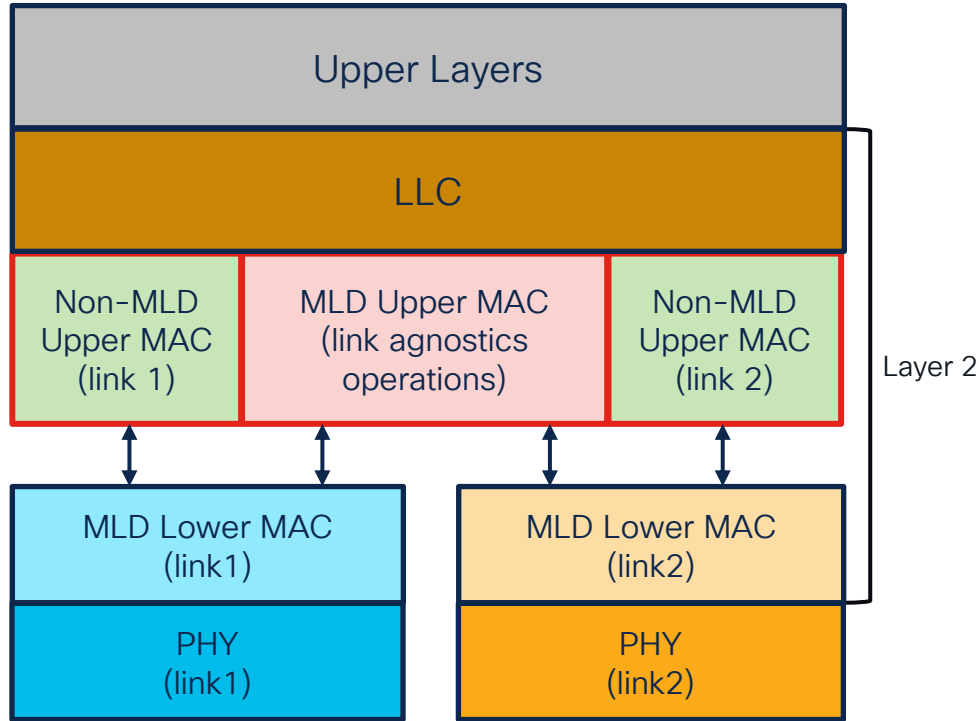 Upper Layers
LLC
Non-MLD
Upper MAC
(link 1)
MLD Upper MAC
(link agnostics
operations)
Non-MLD
Upper MAC
(link 2)
Layer 2
MLD Lower MAC
(link1)
MLD Lower MAC
(link2)
PHY
(link1)
PHY
(link2)